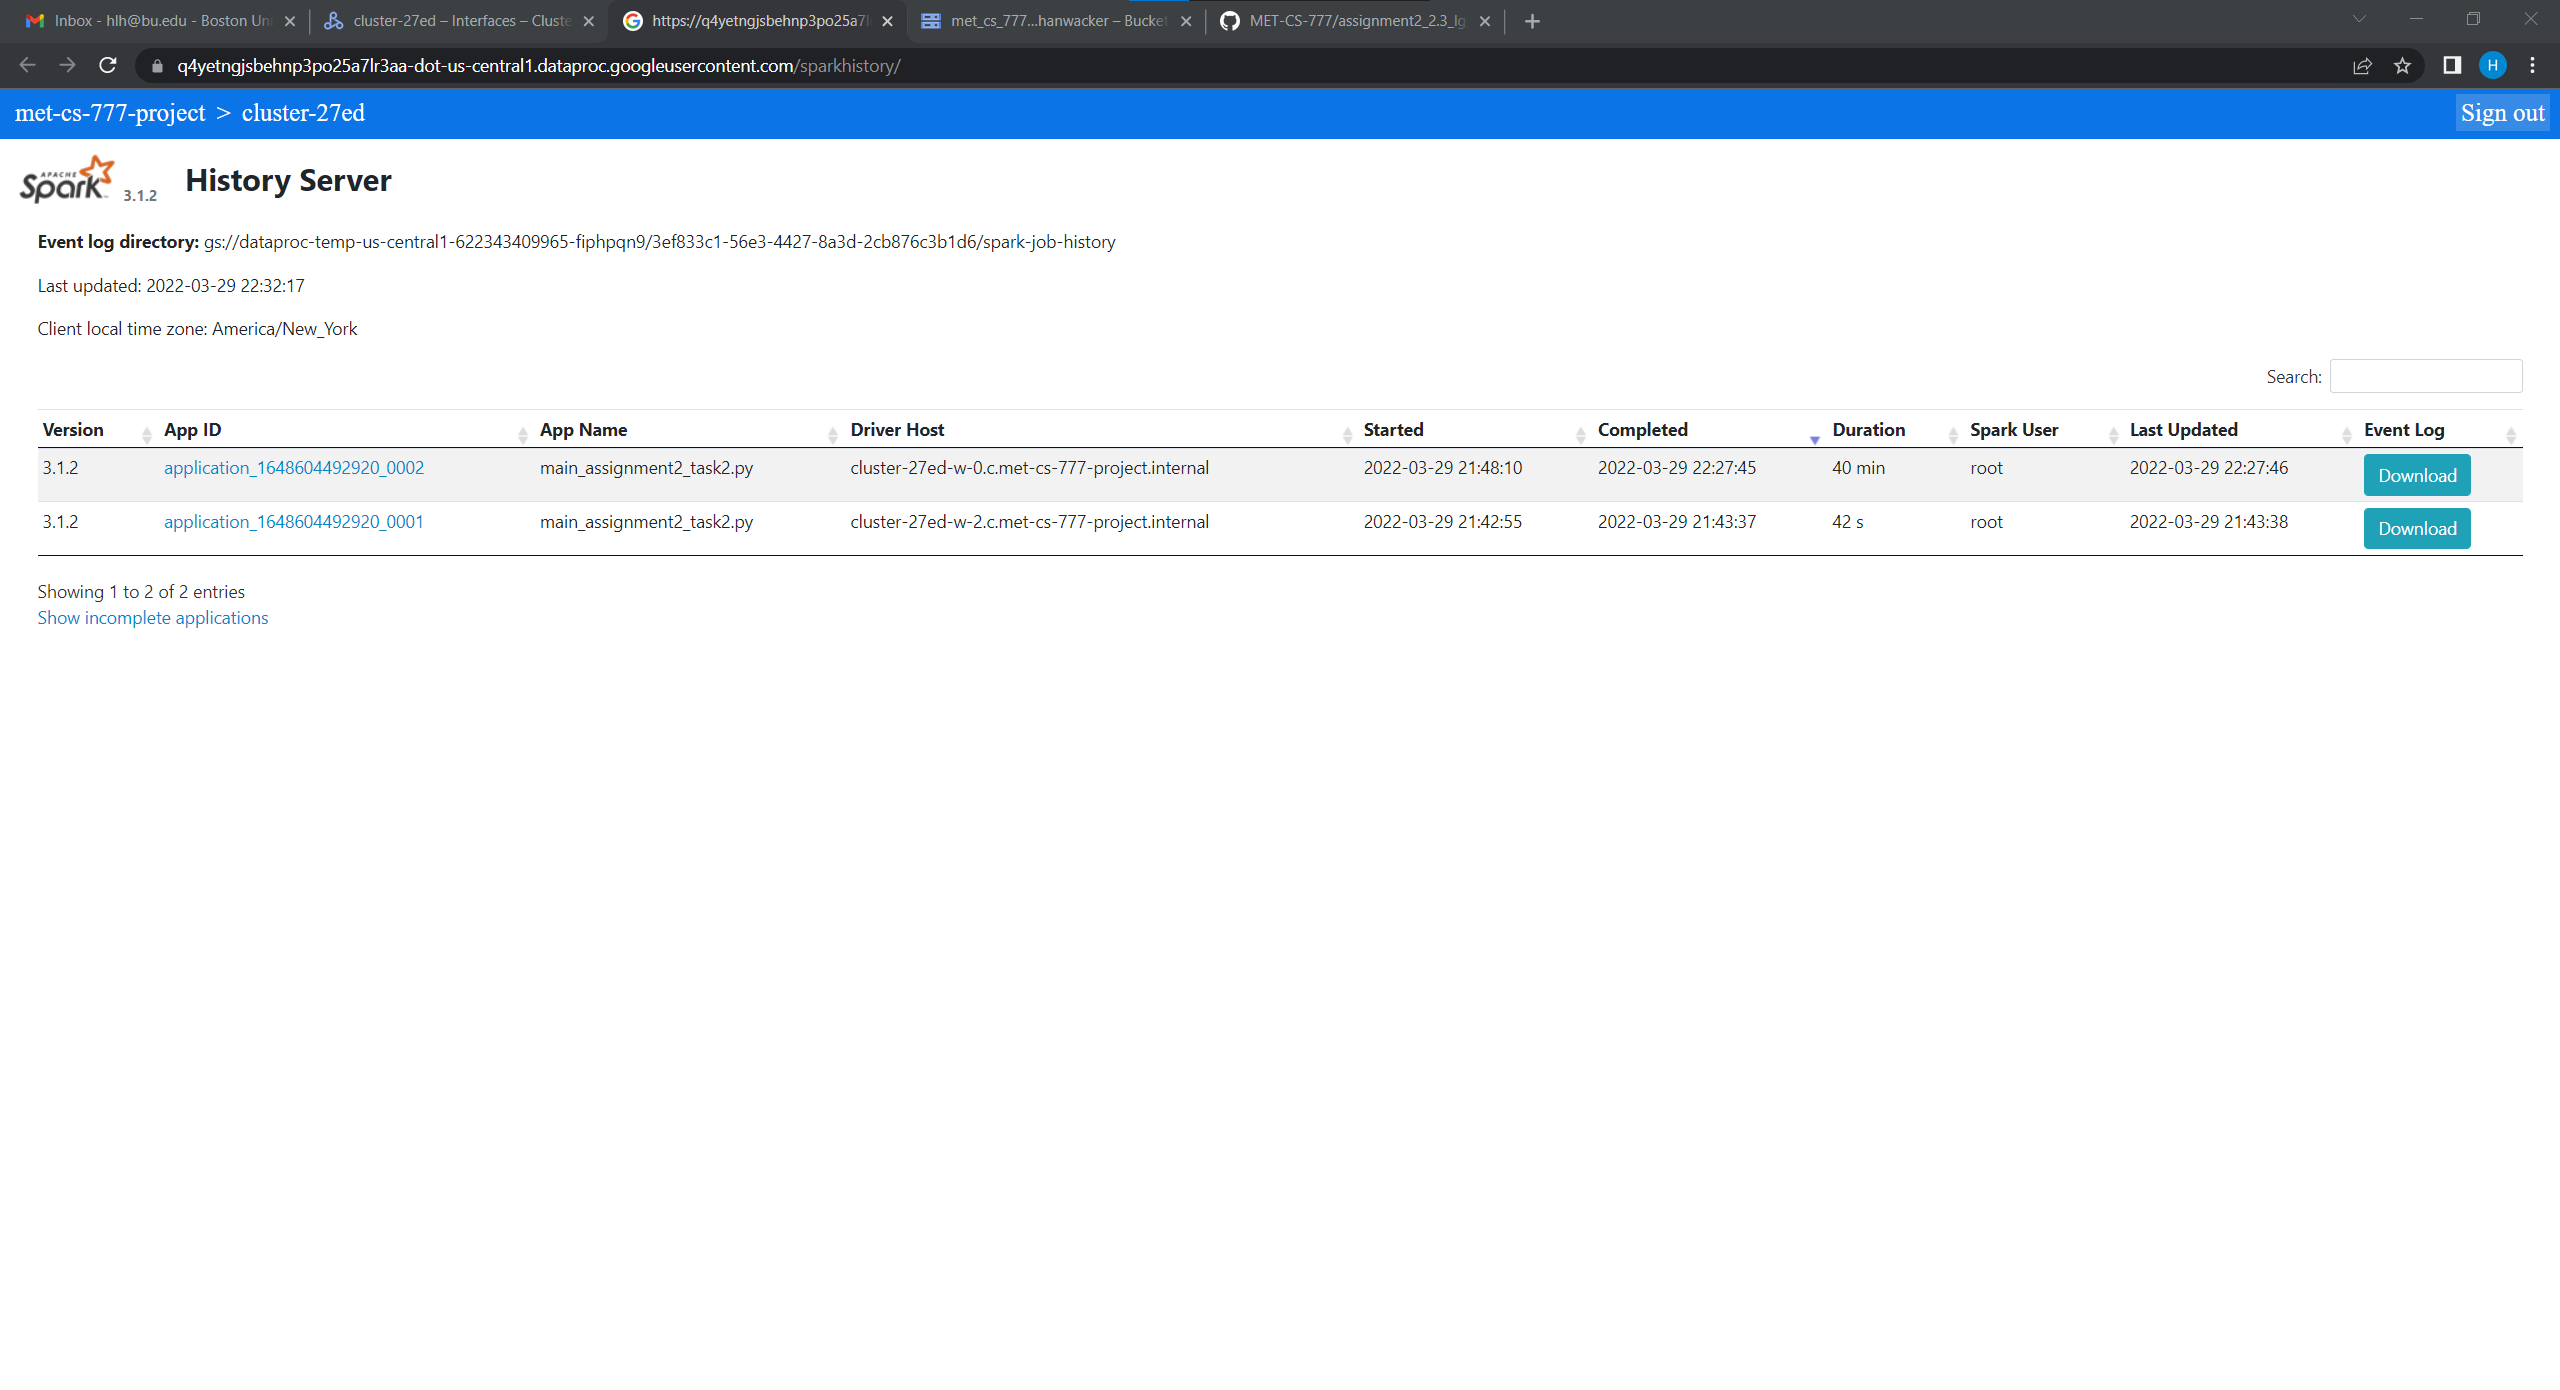 Inbox - hlh@bu.edu - Boston Uni
cluster-27ed – Interfaces – Cluste
https://q4yetngjsbehnp3po25a7l
met_cs_777...hanwacker – Bucket
MET-CS-777/assignment2_2.3_lg
q4yetngjsbehnp3po25a7lr3aa-dot-us-central1.dataproc.googleusercontent.com/sparkhistory/
H
met-cs-777-project > cluster-27ed
Sign out
APACHE Spark 3.1.2 History Server
Event log directory: gs://dataproc-temp-us-central1-622343409965-fiphpqn9/3ef833c1-56e3-4427-8a3d-2cb876c3b1d6/spark-job-history
Last updated: 2022-03-29 22:32:17
Client local time zone: America/New_York
Search:
Version App ID App Name Driver Host Started Completed Duration Spark User Last Updated Event Log
3.1.2 application_1648604492920_0002 main_assignment2_task2.py cluster-27ed-w-0.c.met-cs-777-project.internal 2022-03-29 21:48:10 2022-03-29 22:27:45 40 min root 2022-03-29 22:27:46 Download
3.1.2 application_1648604492920_0001 main_assignment2_task2.py cluster-27ed-w-2.c.met-cs-777-project.internal 2022-03-29 21:42:55 2022-03-29 21:43:37 42 s root 2022-03-29 21:43:38 Download
Showing 1 to 2 of 2 entries
Show incomplete applications